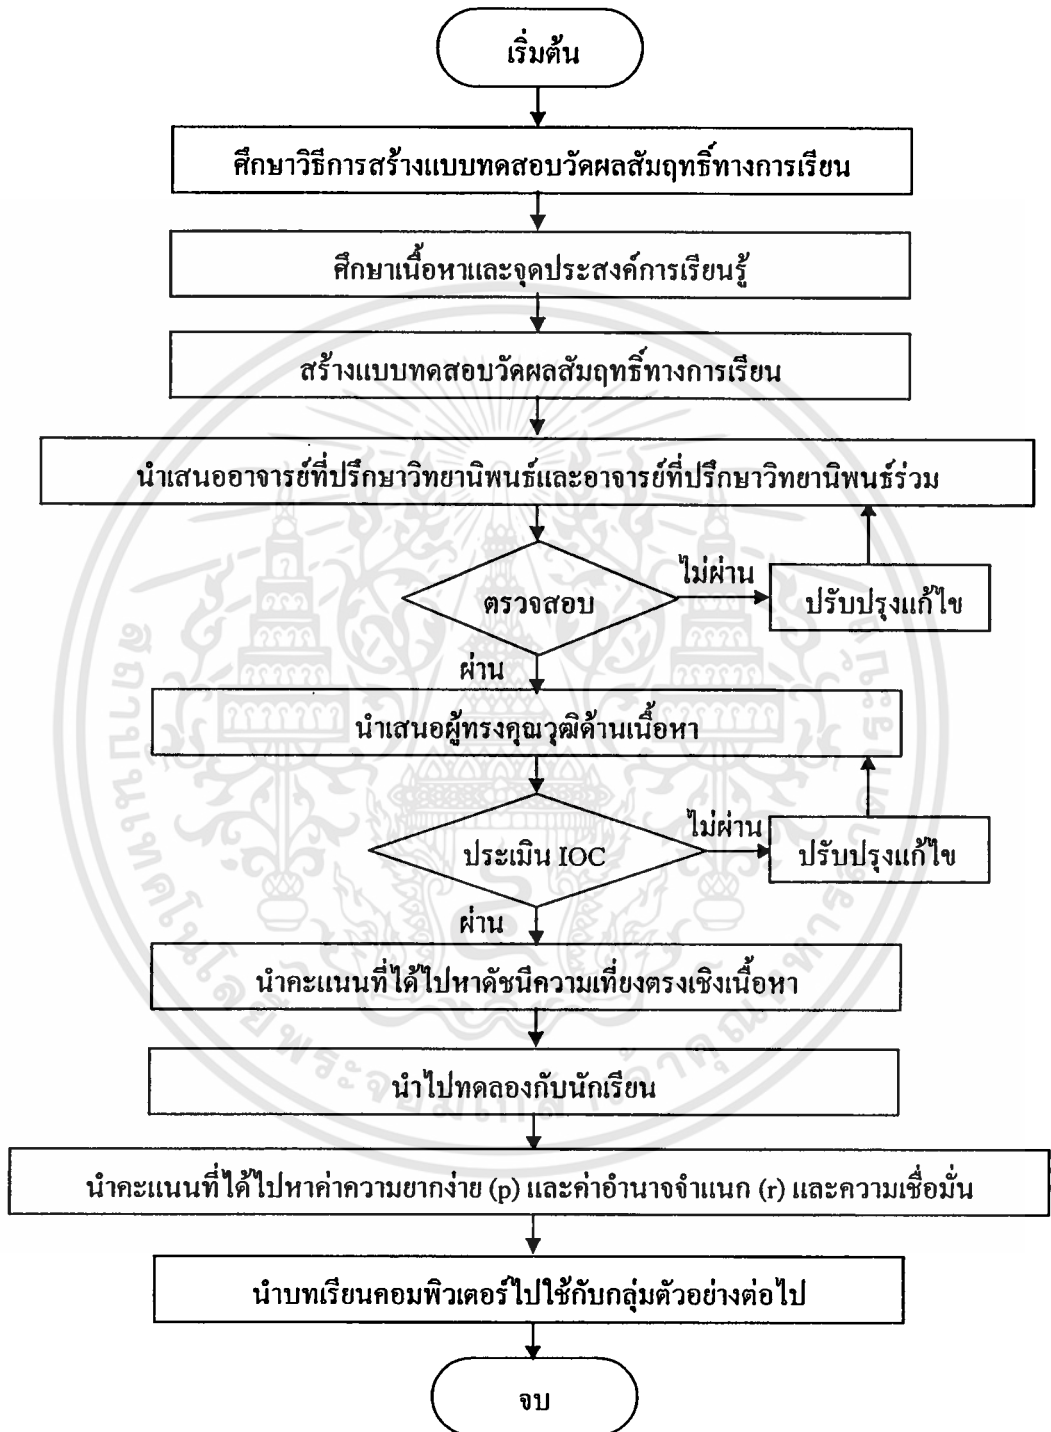 เริ่มต้น
ศึกษาวิธีการสร้างแบบทดสอบวัดผลสัมฤทธิ์ทางการเรียน
ศึกษาเนื้อหาและจุดประสงค์การเรียนรู้
สร้างแบบทดสอบวัดผลสัมฤทธิ์ทางการเรียน
นำเสนออาจารย์ที่ปรึกษาวิทยานิพนธ์และอาจารย์ที่ปรึกษาวิทยานิพนธ์ร่วม
ตรวจสอบ
ไม่ผ่าน
ปรับปรุงแก้ไข
ผ่าน
นำเสนอผู้ทรงคุณวุฒิด้านเนื้อหา
ประเมิน IOC
ไม่ผ่าน
ปรับปรุงแก้ไข
ผ่าน
นำคะแนนที่ได้ไปหาดัชนีความเที่ยงตรงเชิงเนื้อหา
นำไปทดลองกับนักเรียน
นำคะแนนที่ได้ไปหาค่าความยากง่าย (p) และค่าอำนาจจำแนก (r) และความเชื่อมั่น
นำบทเรียนคอมพิวเตอร์ไปใช้กับกลุ่มตัวอย่างต่อไป
จบ